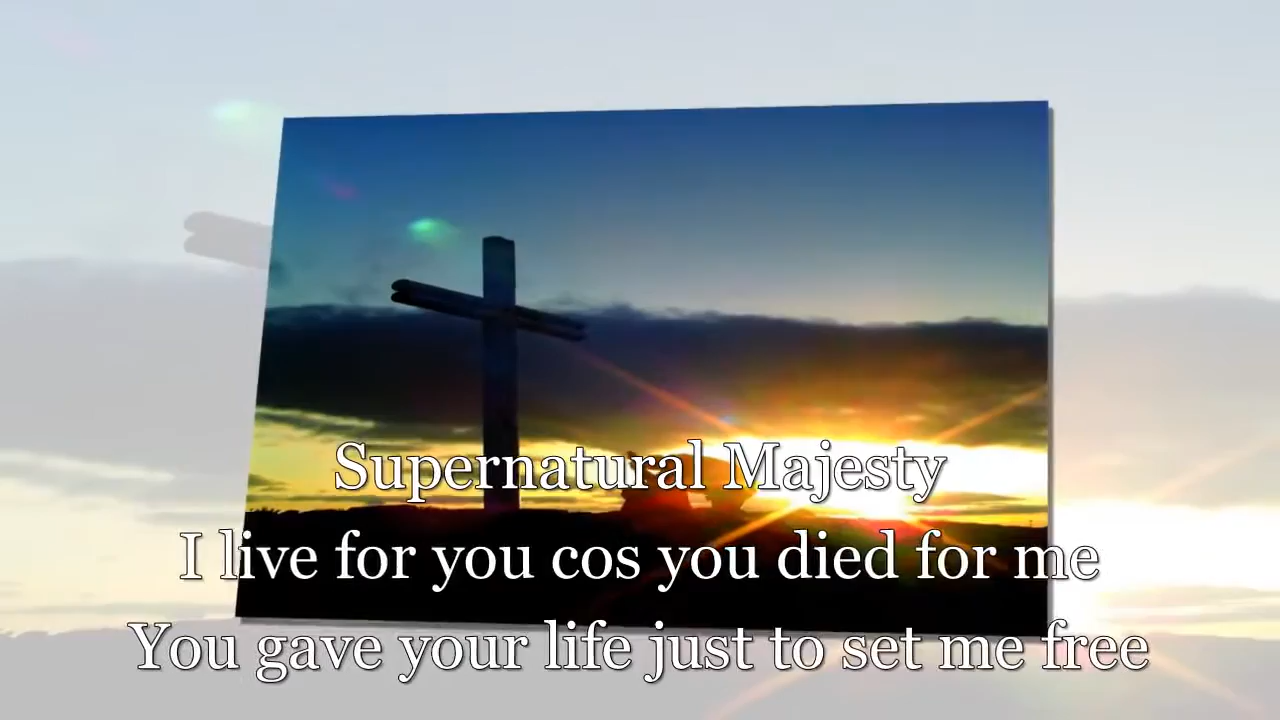 Supernatural Majesty
I live for you cos you died for me
You gave your life just to set me free